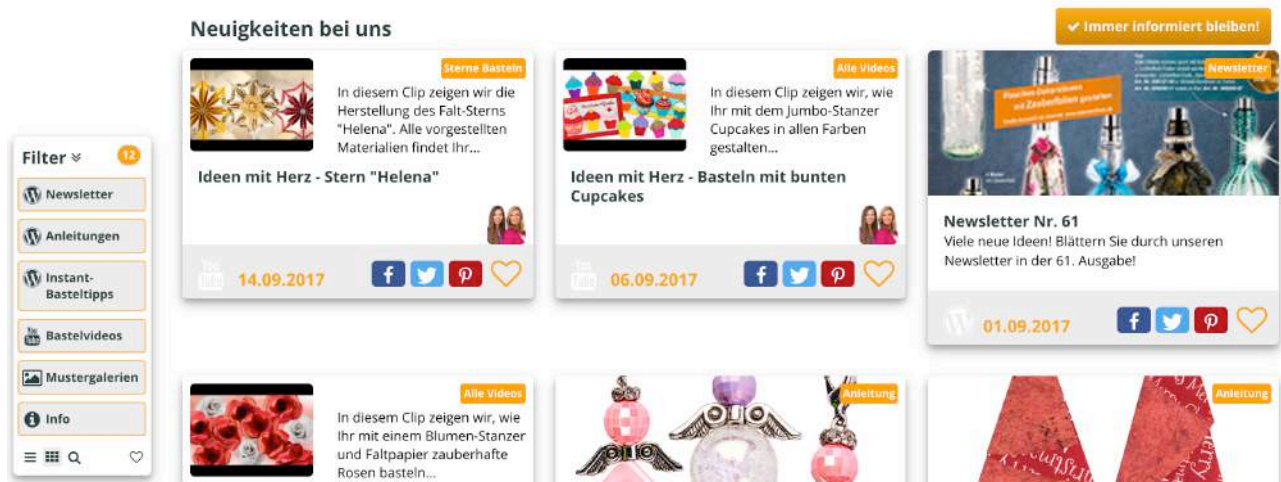 Neuigkeiten bei uns
Immer informiert bleiben!
Sterne Basteln
In diesem Clip zeigen wir die
Herstellung des Falt-Sterns
"Helena". Alle vorgestellten
Materialien findet Ihr...
Ideen mit Herz - Stern "Helena"
14.09.2017
Alle Videos
In diesem Clip zeigen wir, wie
Ihr mit dem Jumbo-Stanzer
Cupcakes in allen Farben
gestalten...
Ideen mit Herz - Basteln mit bunten
Cupcakes
06.09.2017
Newsletter
Flaschen-Dekorationen
mit Zauberfolien gestalten
Newsletter Nr. 61
Viele neue Ideen! Blättern Sie durch unseren
Newsletter in der 61. Ausgabe!
01.09.2017
Filter
12
Newsletter
Anleitungen
Instant-
Basteltipps
Bastelvideos
Mustergalerien
Info
Alle Videos
In diesem Clip zeigen wir, wie
Ihr mit einem Blumen-Stanzer
und Faltpapier zauberhafte
Rosen basteln...
Anleitung
Anleitung